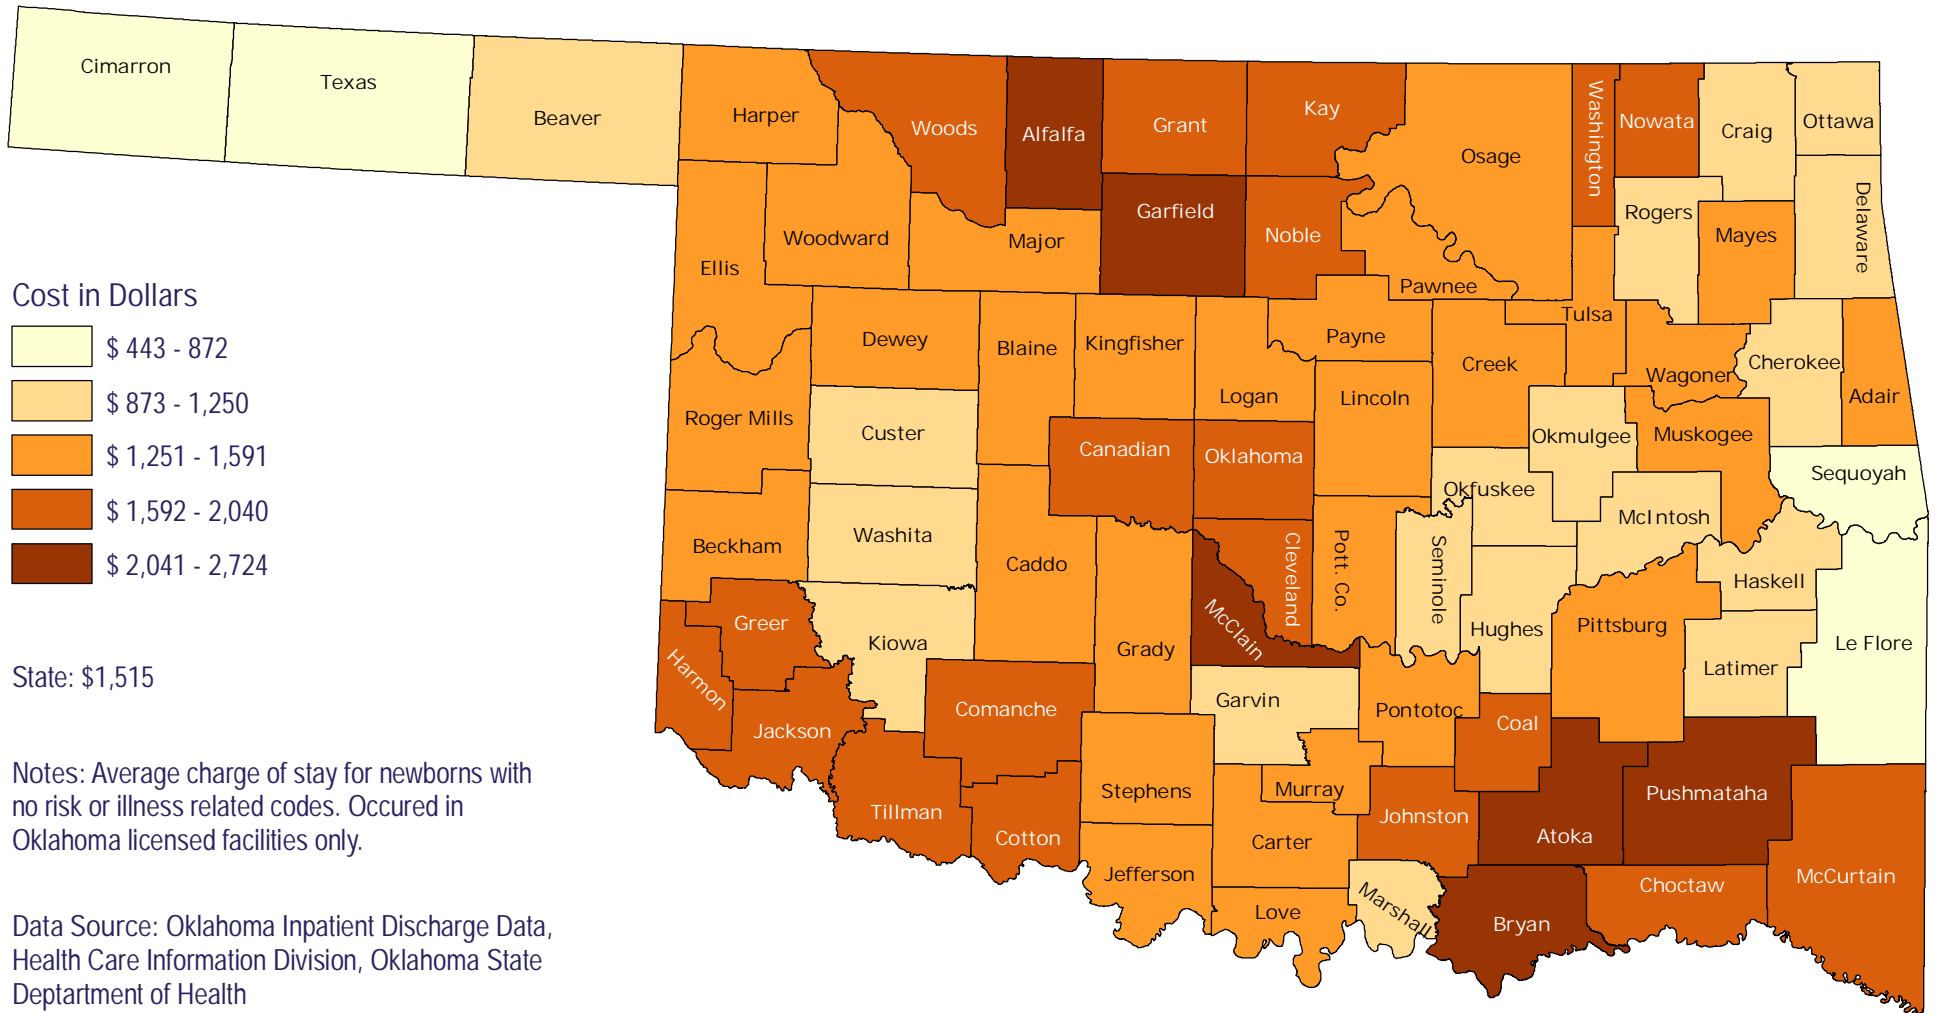 Cimarron
Texas
Beaver
Harper
Woods
Alfalfa
Grant
Kay
Osage
Washington
Nowata
Craig
Ottawa
Delaware
Rogers
Mayes
Garfield
Noble
Woodward
Major
Ellis
Pawnee
Tulsa
Dewey
Blaine
Kingfisher
Logan
Payne
Lincoln
Creek
Wagoner
Cherokee
Adair
Roger Mills
Custer
Canadian
Oklahoma
Okmulgee
Muskogee
Sequoyah
Okfuskee
McIntosh
Washita
Beckham
Caddo
Cleveland
Pott. Co.
Seminole
Haskell
Greer
Kiowa
Grady
McClain
Hughes
Pittsburg
Le Flore
Latimer
Harmon
Garvin
Pontotoc
Coal
Comanche
Jackson
Stephens
Murray
Johnston
Atoka
Pushmataha
Tillman
Cotton
Carter
Jefferson
Love
Marshall
Bryan
Choctaw
McCurtain
Cost in Dollars
$ 443 - 872
$ 873 - 1,250
$ 1,251 - 1,591
$ 1,592 - 2,040
$ 2,041 - 2,724
State: $1,515
Notes: Average charge of stay for newborns with
no risk or illness related codes. Occured in
Oklahoma licensed facilities only.
Data Source: Oklahoma Inpatient Discharge Data,
Health Care Information Division, Oklahoma State
Deptartment of Health